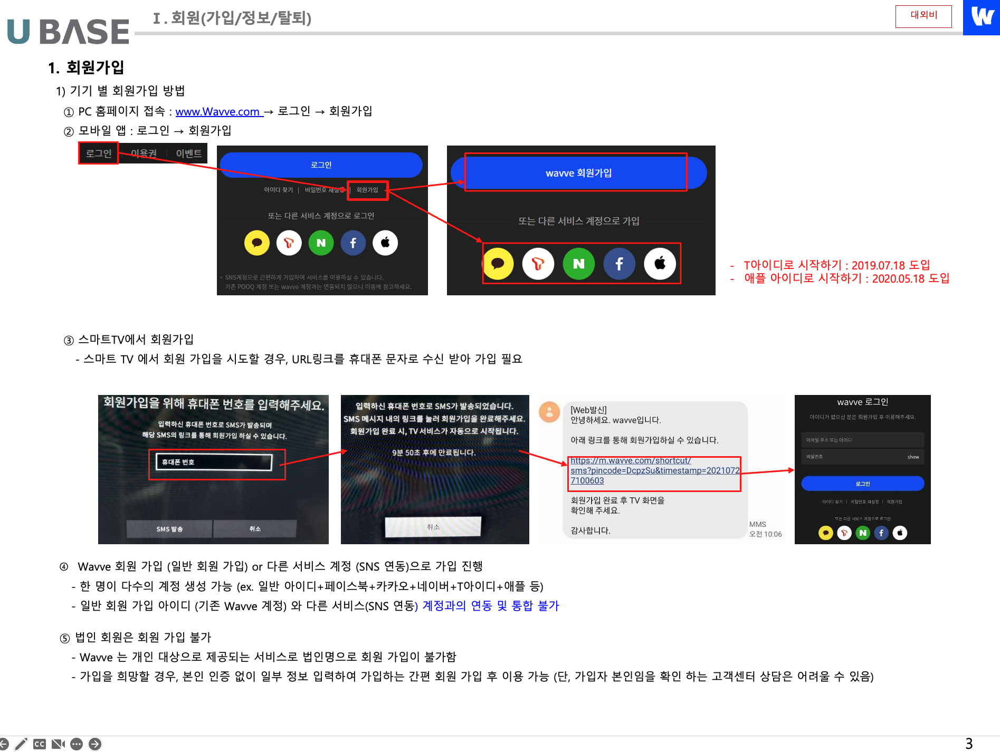 U BASE
Ⅰ. 회원(가입/정보/탈퇴)
대외비
W
1. 회원가입
1) 기기 별 회원가입 방법
① PC 홈페이지 접속 : www.Wavve.com → 로그인 → 회원가입
② 모바일 앱 : 로그인 → 회원가입
로그인 | 이용권 | 이벤트
로그인
아이디 찾기 | 비밀번호 재설정 | 회원가입
또는 다른 서비스 계정으로 로그인
N f
* SNS계정으로 간편하게 가입하여 서비스를 이용하실 수 있습니다.
기존 POOQ 계정 또는 wavve 계정과는 연동되지 않으니 이용에 참고하세요.
wavve 회원가입
또는 다른 서비스 계정으로 가입
N f
- T아이디로 시작하기 : 2019.07.18 도입
- 애플 아이디로 시작하기 : 2020.05.18 도입
③ 스마트TV에서 회원가입
- 스마트 TV 에서 회원 가입을 시도할 경우, URL링크를 휴대폰 문자로 수신 받아 가입 필요
회원가입을 위해 휴대폰 번호를 입력해주세요.
입력하신 휴대폰 번호로 SMS가 발송되며
해당 SMS의 링크를 통해 회원가입 하실 수 있습니다.
휴대폰 번호
SMS 발송 취소
입력하신 휴대폰 번호로 SMS가 발송되었습니다.
SMS 메시지 내의 링크를 눌러 회원가입을 완료해주세요.
회원가입 완료 시, TV 서비스가 자동으로 시작됩니다.
9분 50초 후에 만료됩니다.
취소
[Web발신]
안녕하세요. wavve입니다.
아래 링크를 통해 회원가입하실 수 있습니다.
https://m.wavve.com/shortcut/
sms?pincode=DcpzSu&timestamp=2021072
7100603
회원가입 완료 후 TV 화면을
확인해 주세요.
감사합니다.
MMS
오전 10:06
wavve 로그인
아이디가 없으신 분은 회원가입 후 이용해주세요.
이메일 주소 또는 아이디
비밀번호 show
로그인
아이디 찾기 | 비밀번호 재설정 | 회원가입
또는 다른 서비스 계정으로 로그인
N f
④ Wavve 회원 가입 (일반 회원 가입) or 다른 서비스 계정 (SNS 연동)으로 가입 진행
- 한 명이 다수의 계정 생성 가능 (ex. 일반 아이디+페이스북+카카오+네이버+T아이디+애플 등)
- 일반 회원 가입 아이디 (기존 Wavve 계정) 와 다른 서비스(SNS 연동) 계정과의 연동 및 통합 불가
⑤ 법인 회원은 회원 가입 불가
- Wavve 는 개인 대상으로 제공되는 서비스로 법인명으로 회원 가입이 불가함
- 가입을 희망할 경우, 본인 인증 없이 일부 정보 입력하여 가입하는 간편 회원 가입 후 이용 가능 (단, 가입자 본인임을 확인 하는 고객센터 상담은 어려울 수 있음)
CC
3